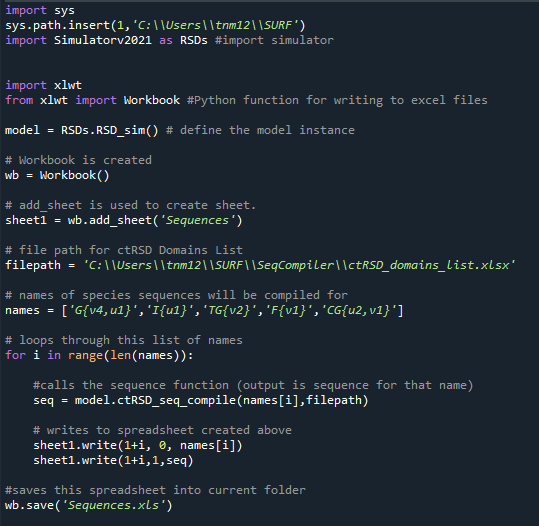 import sys
sys.path.insert(1,'C:\\Users\\tnm12\\SURF')
import Simulatorv2021 as RSDs #import simulator
import xlwt
from xlwt import Workbook #Python function for writing to excel files
model = RSDs.RSD_sim() # define the model instance
# Workbook is created
wb = Workbook()
# add_sheet is used to create sheet.
sheet1 = wb.add_sheet('Sequences')
# file path for ctRSD Domains List
filepath = 'C:\\Users\\tnm12\\SURF\\SeqCompiler\\ctRSD_domains_list.xlsx'
# names of species sequences will be compiled for
names = ['G{v4,u1}','I{u1}','TG{v2}','F{v1}','CG{u2,v1}']
# loops through this list of names
for i in range(len(names)):
    #calls the sequence function (output is sequence for that name)
    seq = model.ctRSD_seq_compile(names[i],filepath)
    # writes to spreadsheet created above
    sheet1.write(1+i, 0, names[i])
    sheet1.write(1+i,1,seq)
#saves this spreadsheet into current folder
wb.save('Sequences.xls')